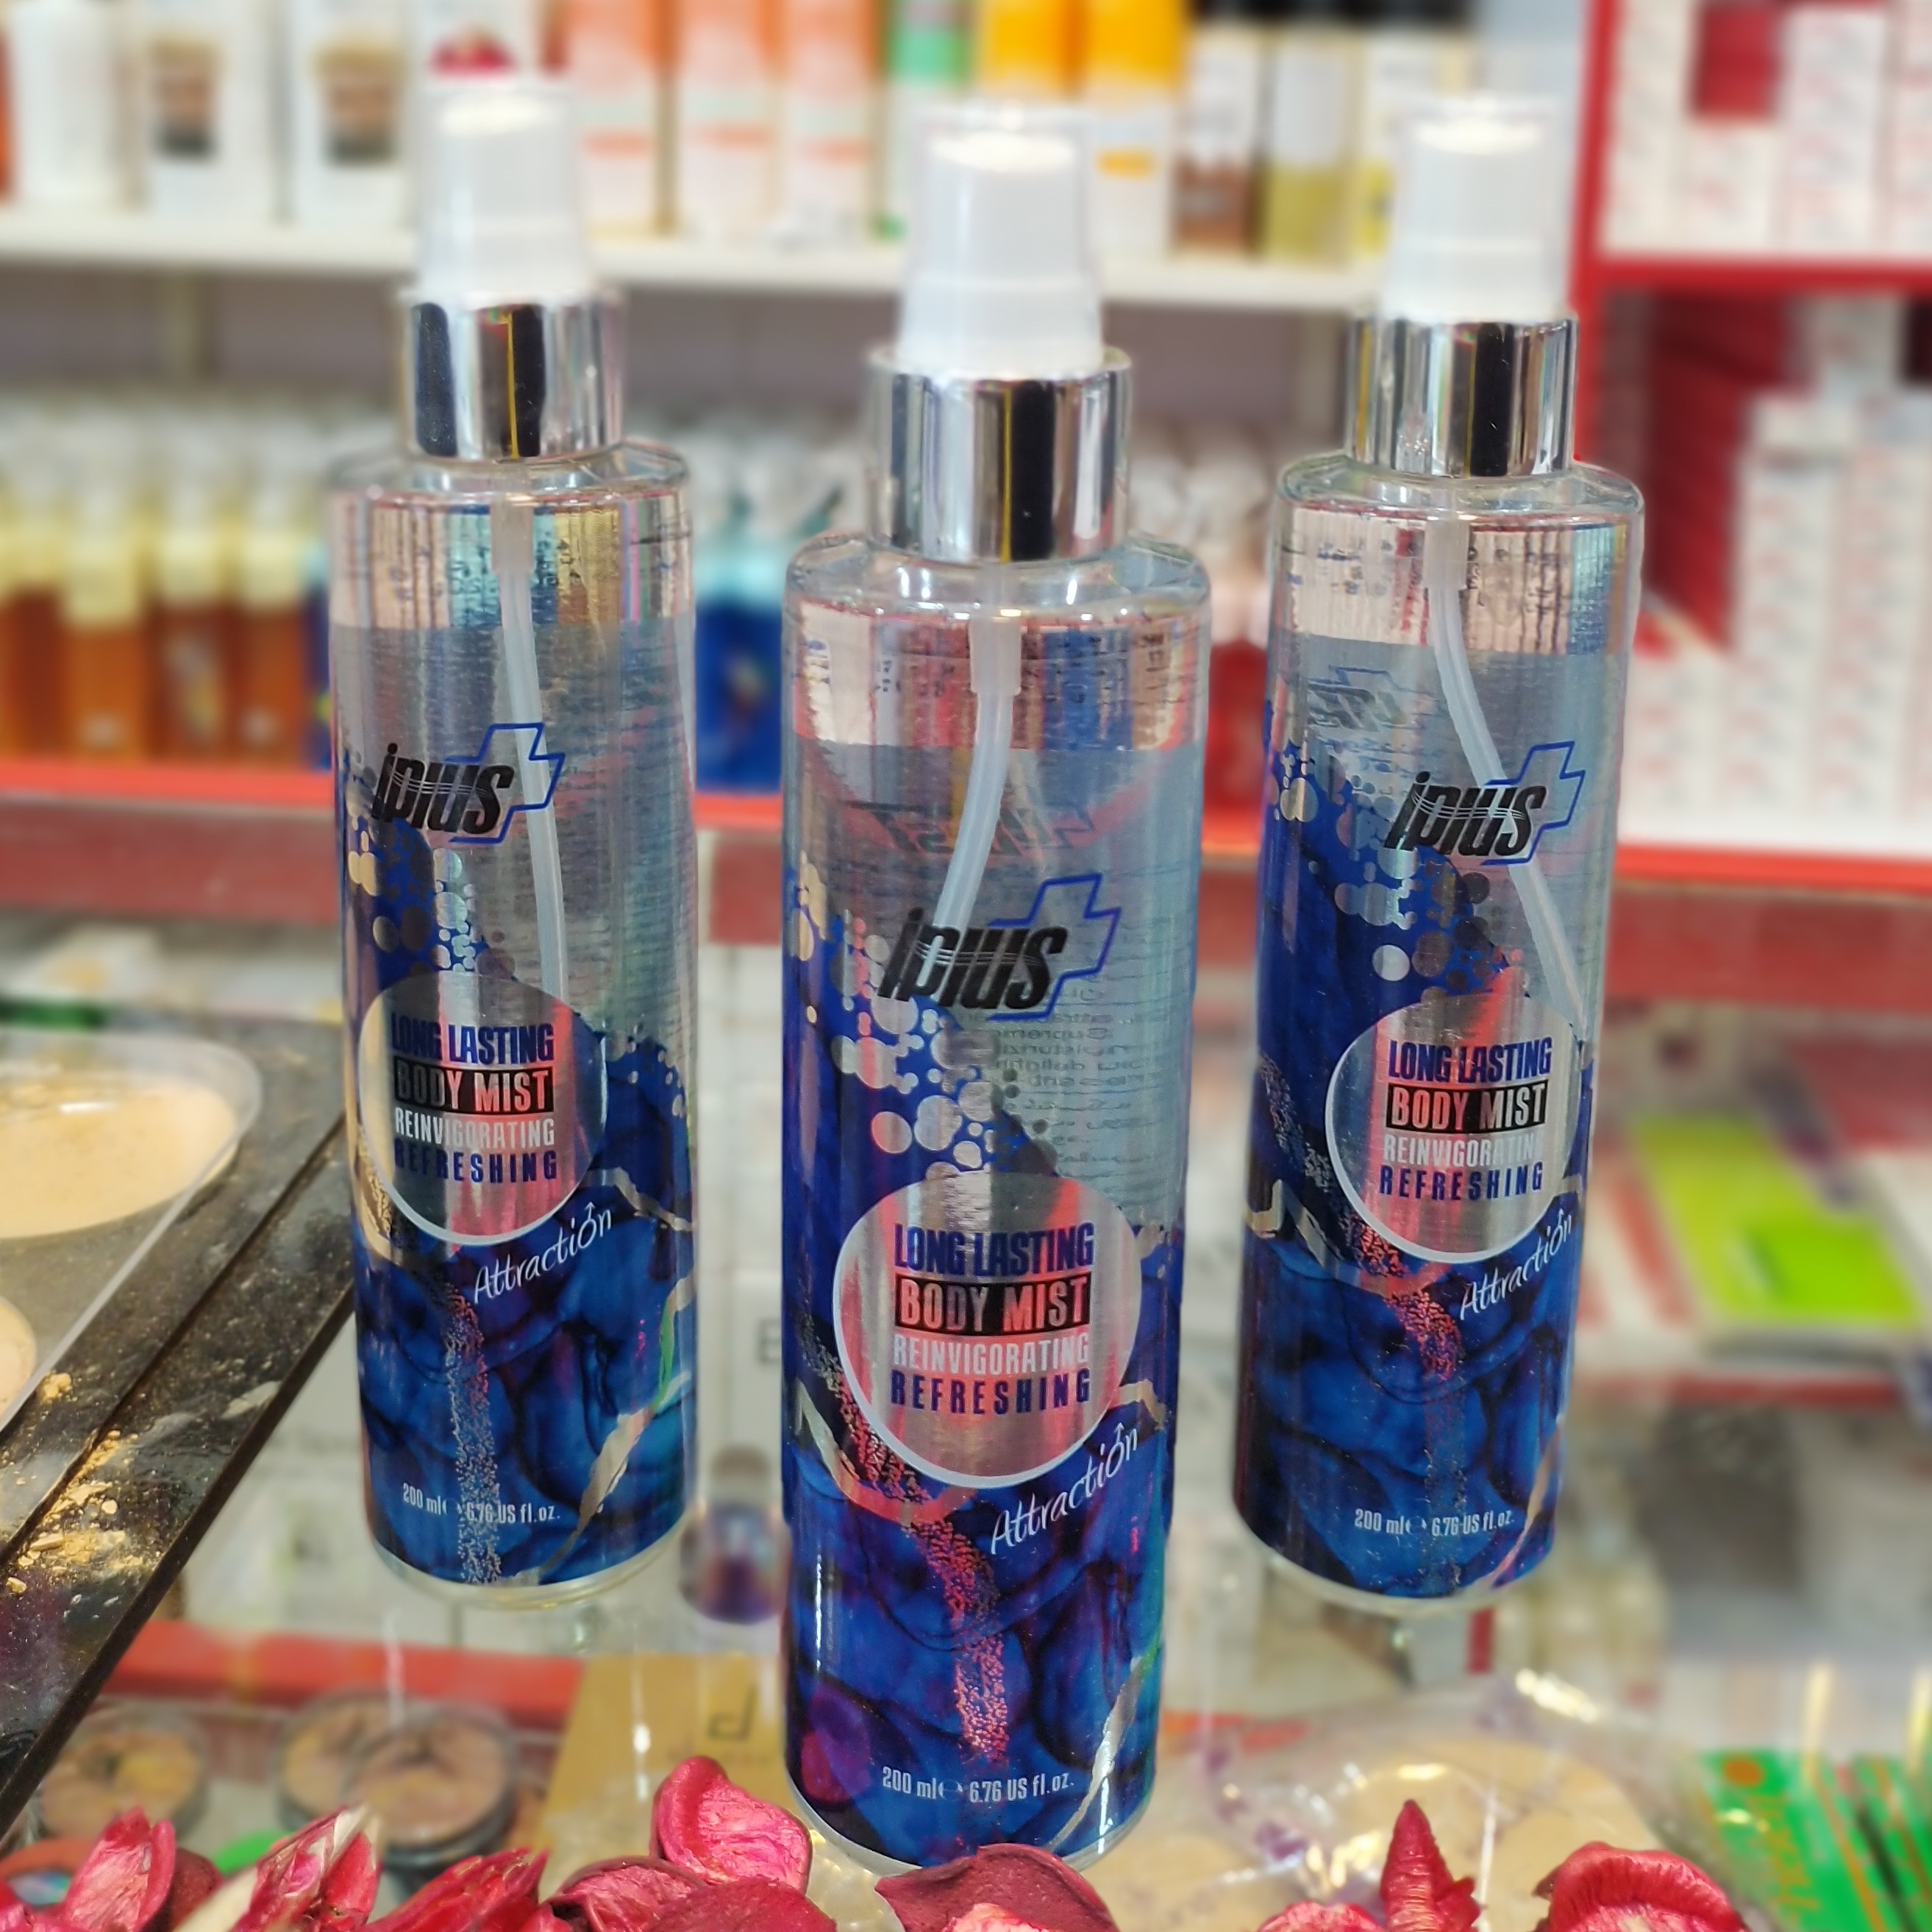 iplus
LONG LASTING
BODY MIST
REINVIGORATING
REFRESHING
Attraction
200 ml 6.76 US fl.oz.
iplus
LONG LASTING
BODY MIST
REINVIGORATING
REFRESHING
Attraction
200 ml 6.76 US fl.oz.
iplus
LONG LASTING
BODY MIST
REINVIGORATING
REFRESHING
Attraction
200 ml 6.76 US fl.oz.